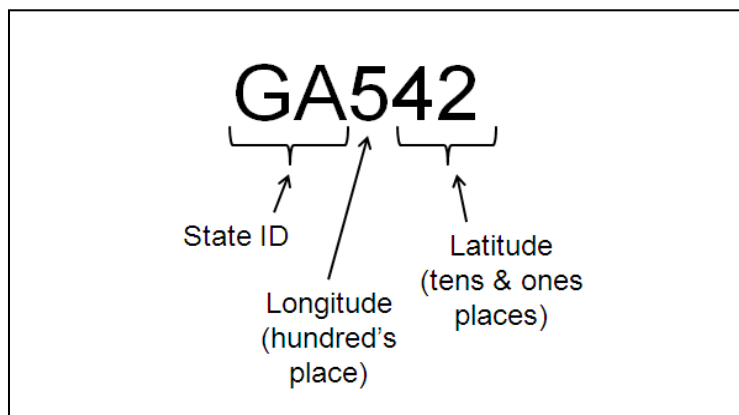 GA542
State ID
Longitude
(hundred's
place)
Latitude
(tens & ones
places)